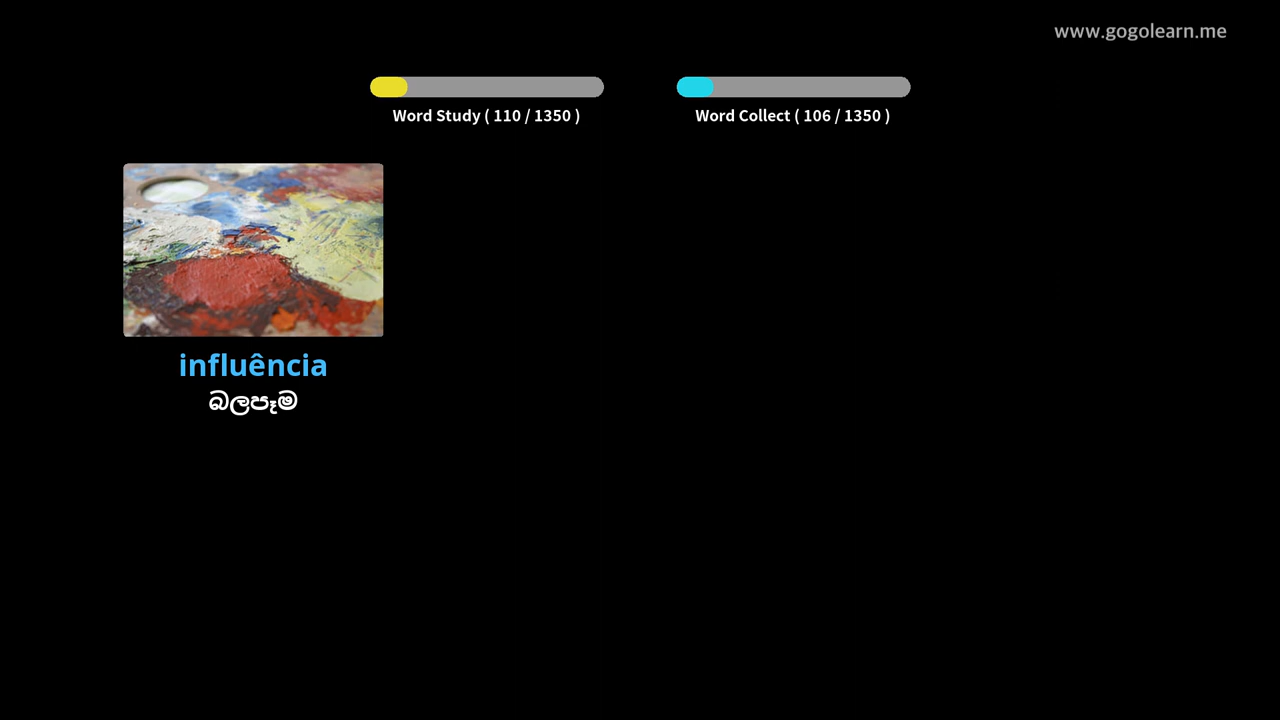 www.gogolearn.me
Word Study ( 110 / 1350 )
Word Collect ( 106 / 1350 )
influência
බලපෑම